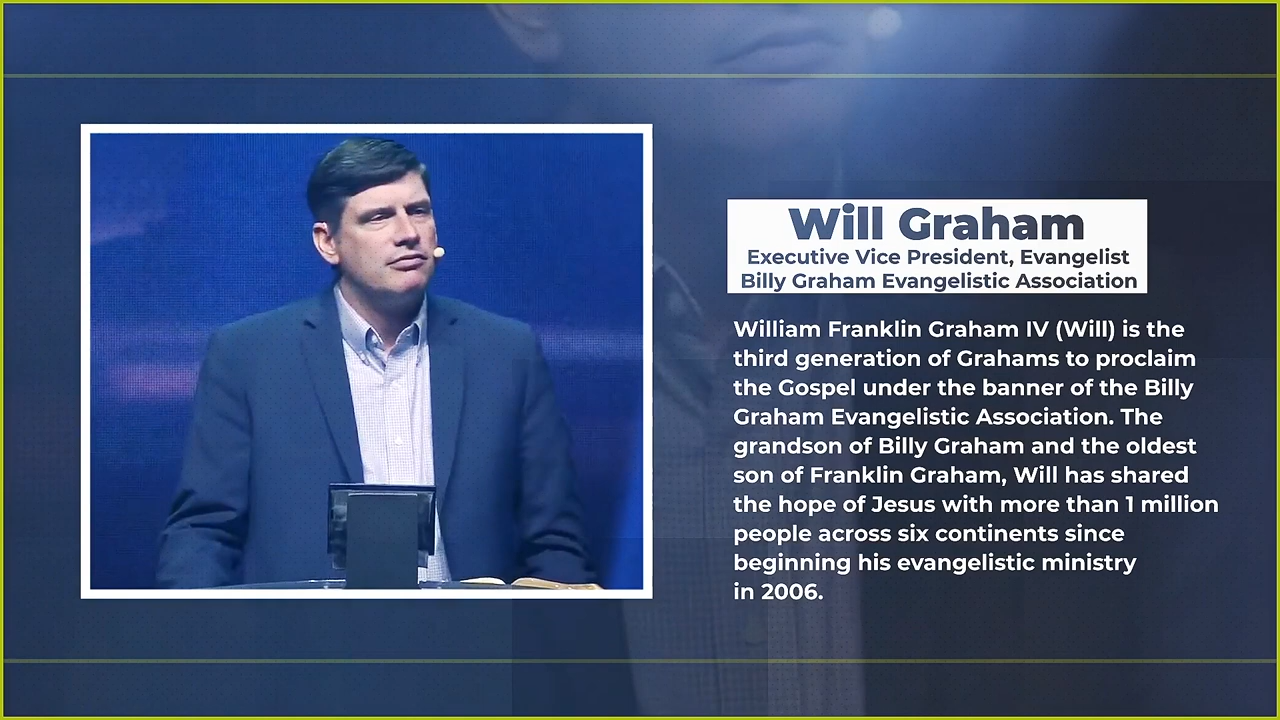 Will Graham
Executive Vice President, Evangelist
Billy Graham Evangelistic Association
William Franklin Graham IV (Will) is the
third generation of Grahams to proclaim
the Gospel under the banner of the Billy
Graham Evangelistic Association. The
grandson of Billy Graham and the oldest
son of Franklin Graham, Will has shared
the hope of Jesus with more than 1 million
people across six continents since
beginning his evangelistic ministry
in 2006.